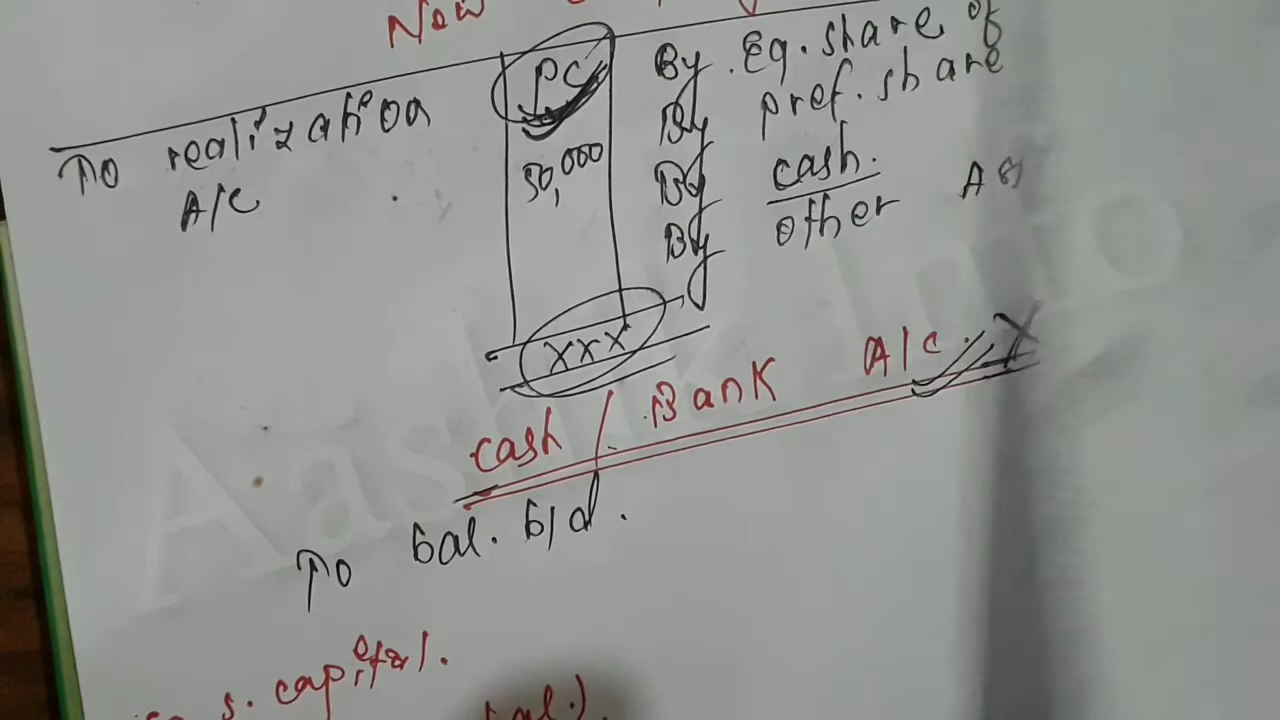 New
To realization PC By Eq. share of
A/C 50,000 By pref. share
By cash.
By other
XXX
cash / Bank A/C.
To bal. b/d.
s. capital.
bal.)